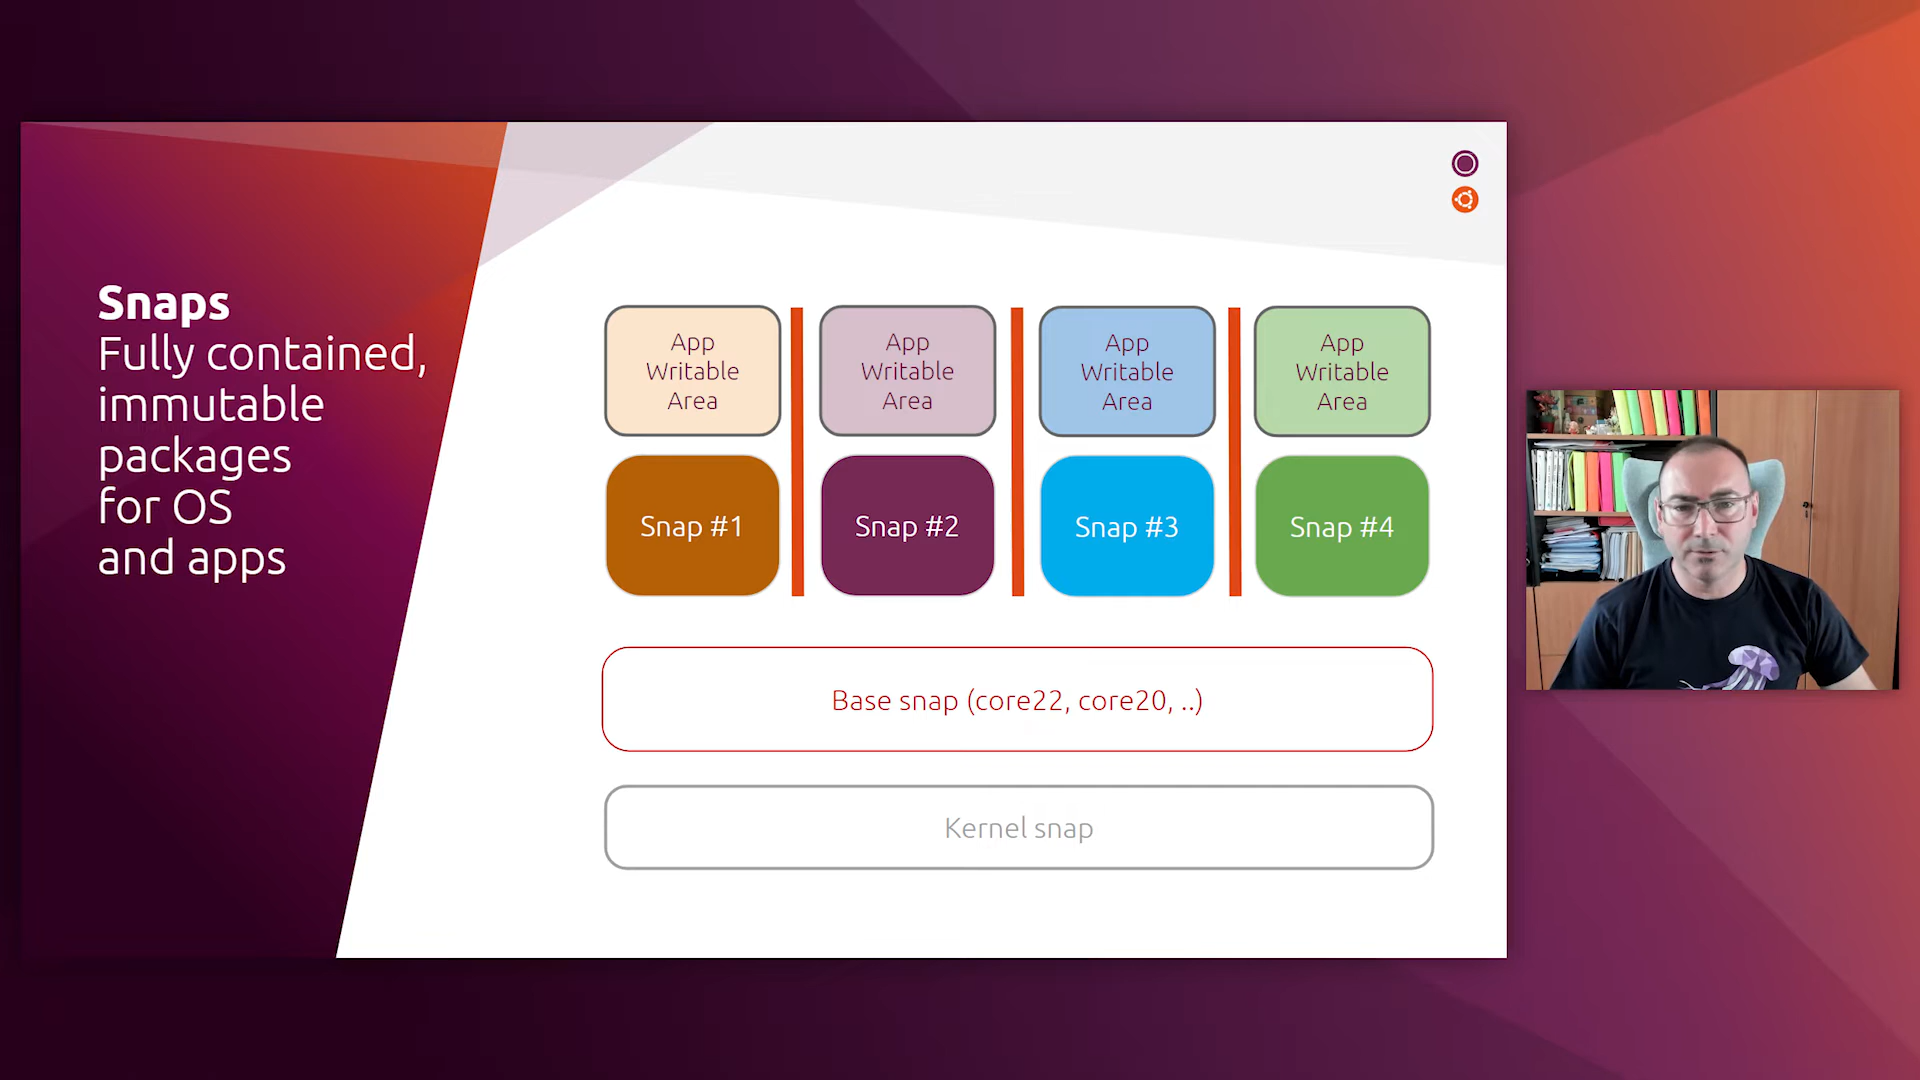 Snaps
Fully contained,
immutable
packages
for OS
and apps
App
Writable
Area
App
Writable
Area
App
Writable
Area
App
Writable
Area
Snap #1
Snap #2
Snap #3
Snap #4
Base snap (core22, core20, ..)
Kernel snap